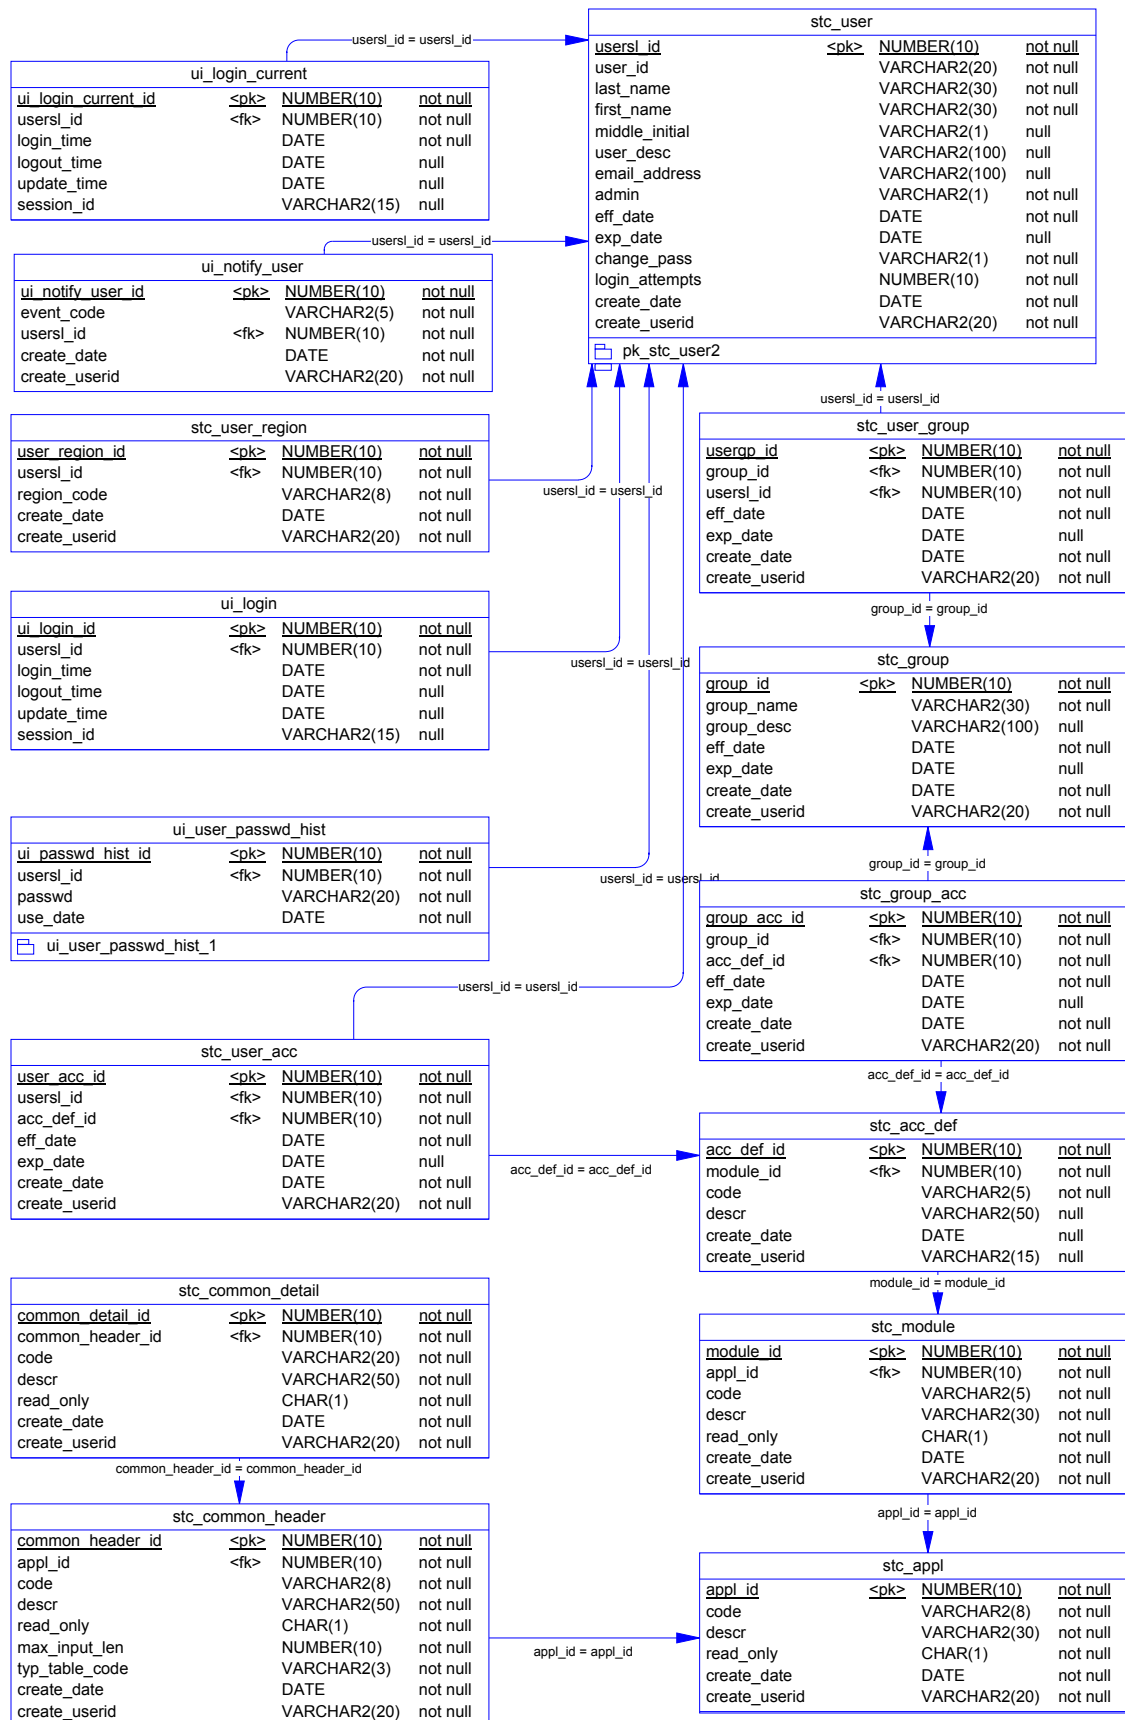 stc_user
usersl_id <pk> NUMBER(10) not null
user_id VARCHAR2(20) not null
last_name VARCHAR2(30) not null
first_name VARCHAR2(30) not null
middle_initial VARCHAR2(1) null
user_desc VARCHAR2(100) null
email_address VARCHAR2(100) null
admin VARCHAR2(1) not null
eff_date DATE not null
exp_date DATE null
change_pass VARCHAR2(1) not null
login_attempts NUMBER(10) not null
create_date DATE not null
create_userid VARCHAR2(20) not null
pk_stc_user2
usersl_id = usersl_id
ui_login_current
ui_login_current_id <pk> NUMBER(10) not null
usersl_id <fk> NUMBER(10) not null
login_time DATE not null
logout_time DATE null
update_time DATE null
session_id VARCHAR2(15) null
usersl_id = usersl_id
ui_notify_user
ui_notify_user_id <pk> NUMBER(10) not null
event_code VARCHAR2(5) not null
usersl_id <fk> NUMBER(10) not null
create_date DATE not null
create_userid VARCHAR2(20) not null
stc_user_region
user_region_id <pk> NUMBER(10) not null
usersl_id <fk> NUMBER(10) not null
region_code VARCHAR2(8) not null
create_date DATE not null
create_userid VARCHAR2(20) not null
usersl_id = usersl_id
usersl_id = usersl_id
stc_user_group
usergp_id <pk> NUMBER(10) not null
group_id <fk> NUMBER(10) not null
usersl_id <fk> NUMBER(10) not null
eff_date DATE not null
exp_date DATE null
create_date DATE not null
create_userid VARCHAR2(20) not null
group_id = group_id
ui_login
ui_login_id <pk> NUMBER(10) not null
usersl_id <fk> NUMBER(10) not null
login_time DATE not null
logout_time DATE null
update_time DATE null
session_id VARCHAR2(15) null
usersl_id = usersl_id
stc_group
group_id <pk> NUMBER(10) not null
group_name VARCHAR2(30) not null
group_desc VARCHAR2(100) null
eff_date DATE not null
exp_date DATE null
create_date DATE not null
create_userid VARCHAR2(20) not null
group_id = group_id
ui_user_passwd_hist
ui_passwd_hist_id <pk> NUMBER(10) not null
usersl_id <fk> NUMBER(10) not null
passwd VARCHAR2(20) not null
use_date DATE not null
ui_user_passwd_hist_1
usersl_id = usersl_id
stc_group_acc
group_acc_id <pk> NUMBER(10) not null
group_id <fk> NUMBER(10) not null
acc_def_id <fk> NUMBER(10) not null
eff_date DATE not null
exp_date DATE null
create_date DATE not null
create_userid VARCHAR2(20) not null
acc_def_id = acc_def_id
usersl_id = usersl_id
stc_user_acc
user_acc_id <pk> NUMBER(10) not null
usersl_id <fk> NUMBER(10) not null
acc_def_id <fk> NUMBER(10) not null
eff_date DATE not null
exp_date DATE null
create_date DATE not null
create_userid VARCHAR2(20) not null
acc_def_id = acc_def_id
stc_acc_def
acc_def_id <pk> NUMBER(10) not null
module_id <fk> NUMBER(10) not null
code VARCHAR2(5) not null
descr VARCHAR2(50) null
create_date DATE null
create_userid VARCHAR2(15) null
module_id = module_id
stc_common_detail
common_detail_id <pk> NUMBER(10) not null
common_header_id <fk> NUMBER(10) not null
code VARCHAR2(20) not null
descr VARCHAR2(50) not null
read_only CHAR(1) not null
create_date DATE not null
create_userid VARCHAR2(20) not null
common_header_id = common_header_id
stc_module
module_id <pk> NUMBER(10) not null
appl_id <fk> NUMBER(10) not null
code VARCHAR2(5) not null
descr VARCHAR2(30) not null
read_only CHAR(1) not null
create_date DATE not null
create_userid VARCHAR2(20) not null
appl_id = appl_id
stc_common_header
common_header_id <pk> NUMBER(10) not null
appl_id <fk> NUMBER(10) not null
code VARCHAR2(8) not null
descr VARCHAR2(50) not null
read_only CHAR(1) not null
max_input_len NUMBER(10) not null
typ_table_code VARCHAR2(3) not null
create_date DATE not null
create_userid VARCHAR2(20) not null
appl_id = appl_id
stc_appl
appl_id <pk> NUMBER(10) not null
code VARCHAR2(8) not null
descr VARCHAR2(30) not null
read_only CHAR(1) not null
create_date DATE not null
create_userid VARCHAR2(20) not null